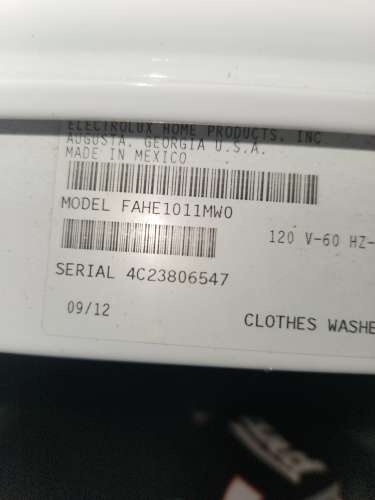 ELECTROLUX HOME PRODUCTS, INC
AUGUSTA, GEORGIA U.S.A.
MADE IN MEXICO
MODEL FAHE1011MW0
120 V-60 HZ-
SERIAL 4C23806547
09/12
CLOTHES WASHE